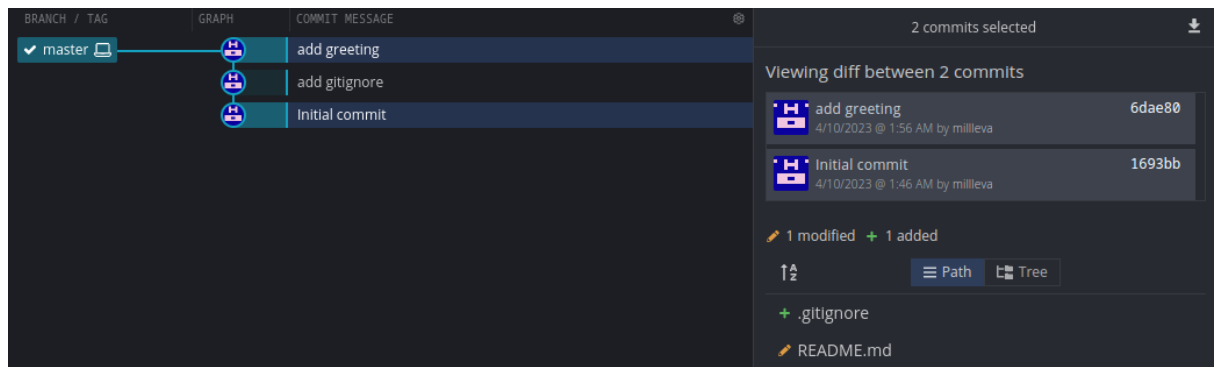 BRANCH / TAG GRAPH COMMIT MESSAGE
master add greeting
add gitignore
Initial commit
2 commits selected
Viewing diff between 2 commits
add greeting 6dae80
4/10/2023 @ 1:56 AM by millleva
Initial commit 1693bb
4/10/2023 @ 1:46 AM by millleva
1 modified + 1 added
Path Tree
+ .gitignore
README.md